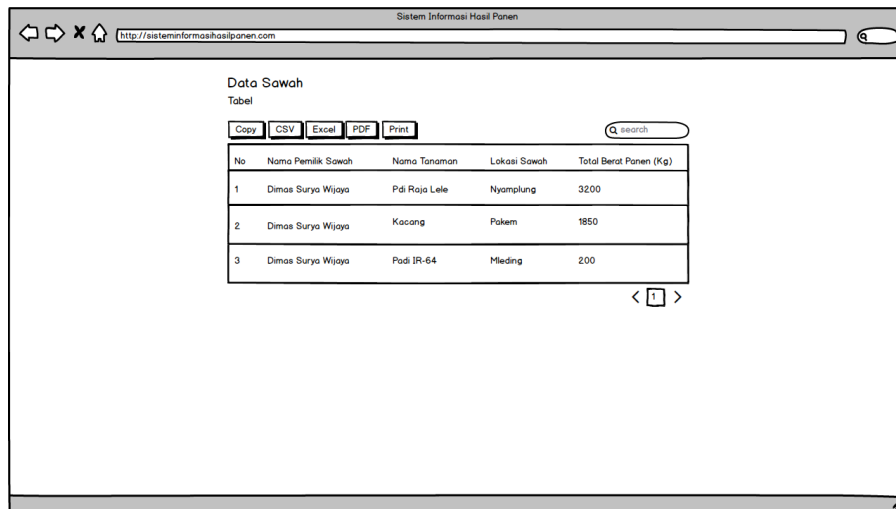 Sistem Informasi Hasil Panen
http://sisteminformasihasilpanen.com
Data Sawah
Tabel
Copy CSV Excel PDF Print search
No Nama Pemilik Sawah Nama Tanaman Lokasi Sawah Total Berat Panen (Kg)
1 Dimas Surya Wijaya Pdi Raja Lele Nyamplung 3200
2 Dimas Surya Wijaya Kacang Pakem 1850
3 Dimas Surya Wijaya Padi IR-64 Mleding 200
< 1 >